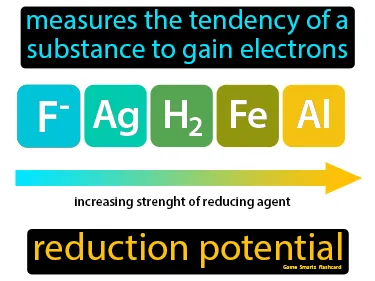 measures the tendency of a
substance to gain electrons
F⁻ Ag H₂ Fe Al
increasing strenght of reducing agent
reduction potential
Game Smartz flashcard